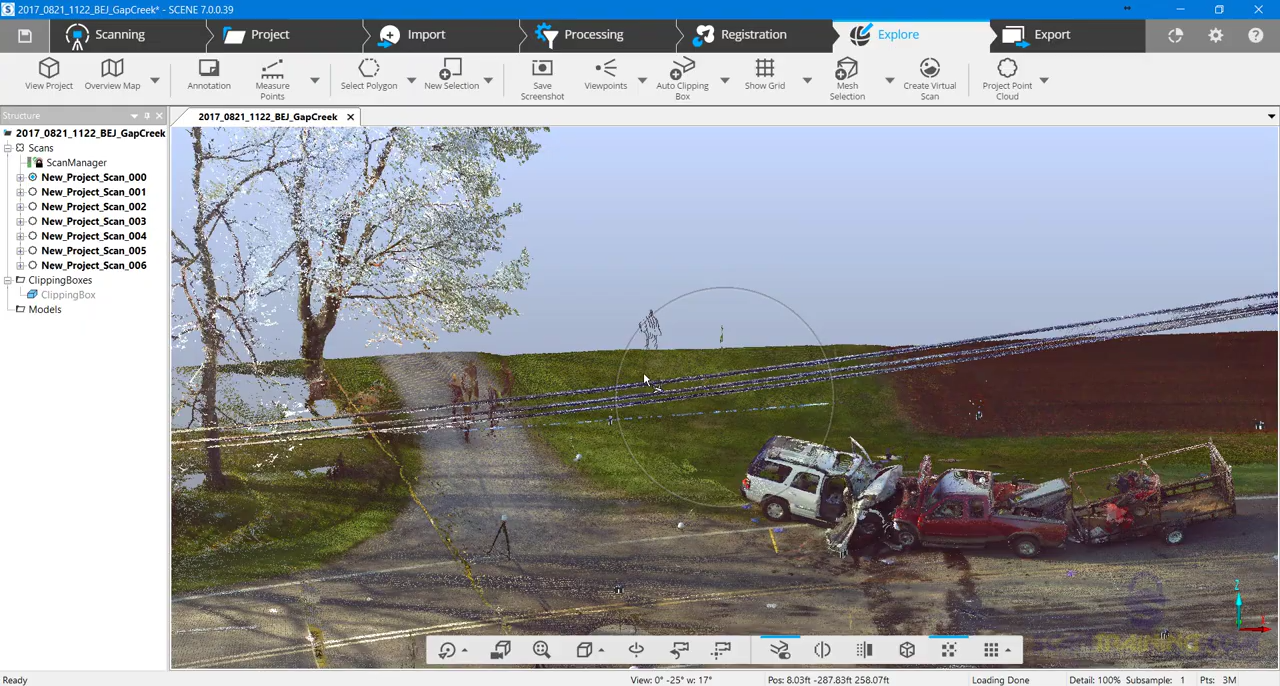 2017_0821_1122_BEJ_GapCreek* - SCENE 7.0.0.39
Scanning
Project
Import
Processing
Registration
Explore
Export
View Project
Overview Map
Annotation
Measure Points
Select Polygon
New Selection
Save Screenshot
Viewpoints
Auto Clipping Box
Show Grid
Mesh Selection
Create Virtual Scan
Project Point Cloud
Structure
2017_0821_1122_BEJ_GapCreek
2017_0821_1122_BEJ_GapCreek
Scans
ScanManager
New_Project_Scan_000
New_Project_Scan_001
New_Project_Scan_002
New_Project_Scan_003
New_Project_Scan_004
New_Project_Scan_005
New_Project_Scan_006
ClippingBoxes
ClippingBox
Models
Z
Ready
View: 0° -25° w: 17°
Pos: 8.03ft -287.83ft 258.07ft
Loading Done
Detail: 100%
Subsample: 1
Pts: 3M